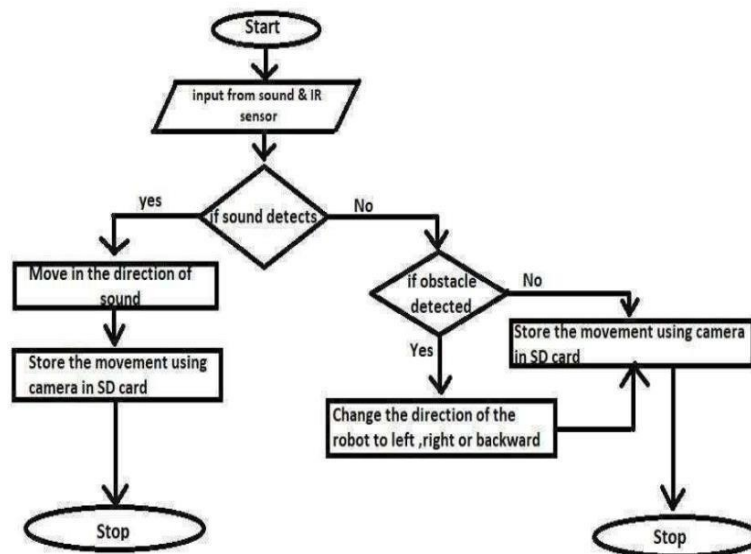 Start
input from sound & IR
sensor
if sound detects
yes
No
Move in the direction of
sound
if obstacle
detected
No
Yes
Store the movement using
camera in SD card
Store the movement using camera
in SD card
Change the direction of the
robot to left ,right or backward
Stop
Stop